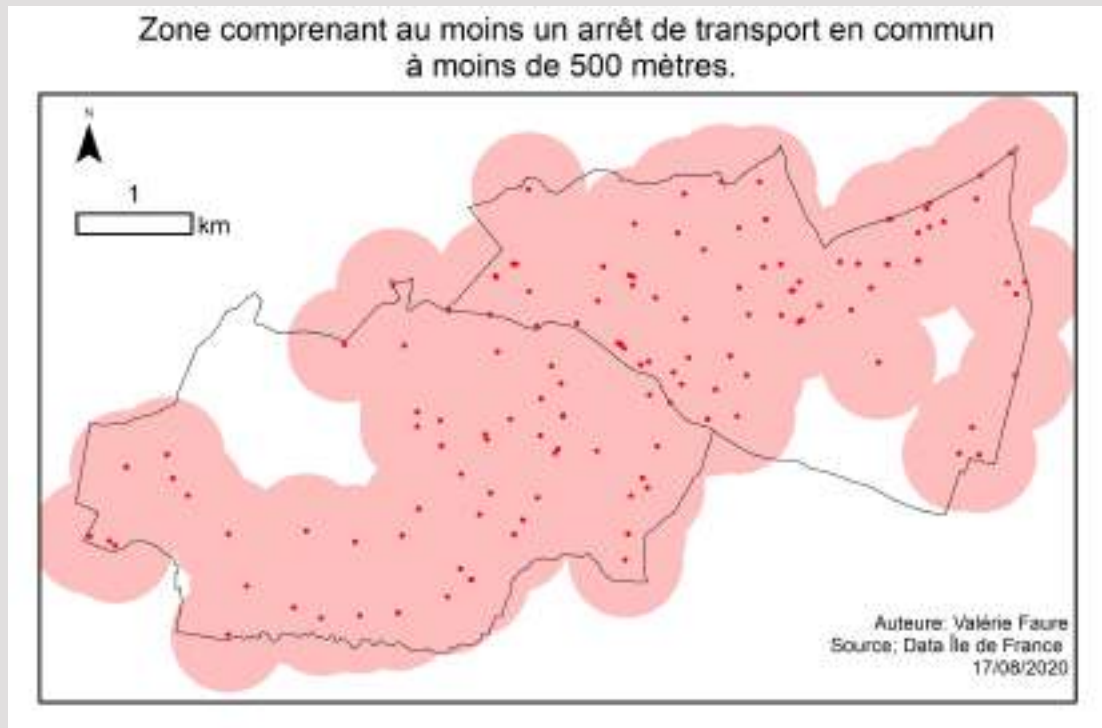 Zone comprenant au moins un arrêt de transport en commun
à moins de 500 mètres.
N
1
km
Auteure: Valérie Faure
Source; Data Île de France
17/08/2020